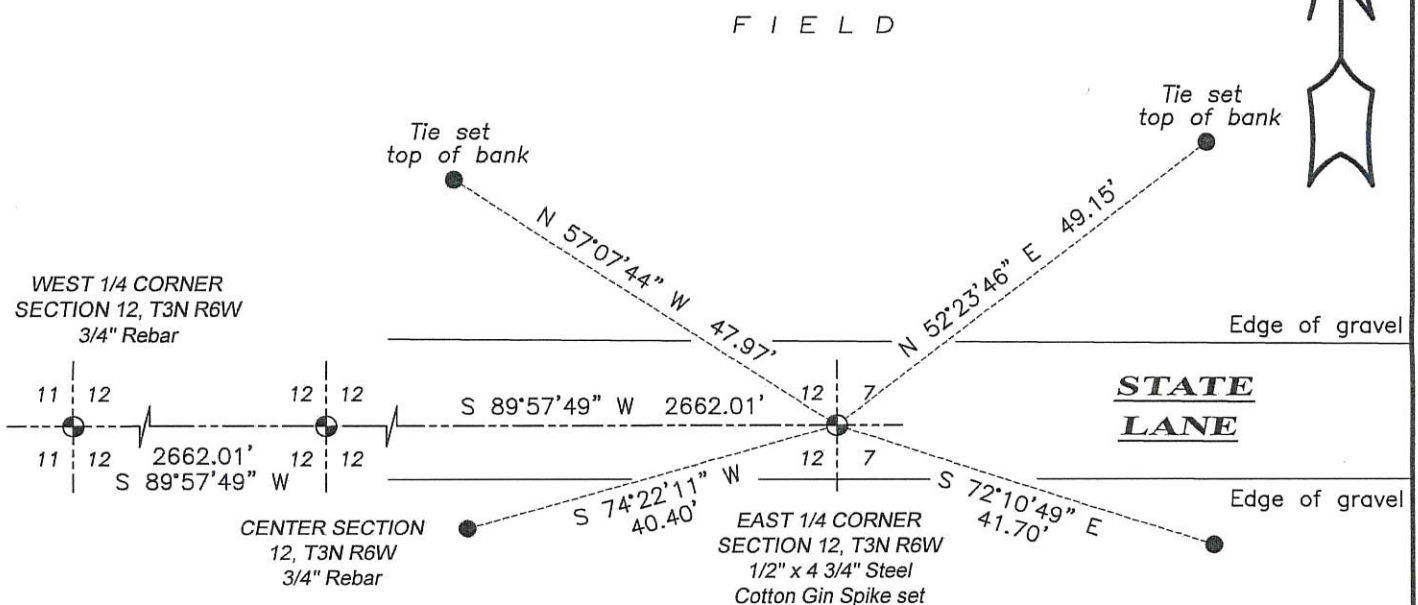 F I E L D
Tie set
top of bank
Tie set
top of bank
N 57°07'44" W 47.97'
N 52°23'46" E 49.15'
WEST 1/4 CORNER
SECTION 12, T3N R6W
3/4" Rebar
Edge of gravel
11 12
12 12
S 89°57'49" W 2662.01'
12 7
STATE
LANE
11 12
2662.01'
S 89°57'49" W
12 12
12 7
S 74°22'11" W
40.40'
S 72°10'49" E
41.70'
Edge of gravel
CENTER SECTION
12, T3N R6W
3/4" Rebar
EAST 1/4 CORNER
SECTION 12, T3N R6W
1/2" x 4 3/4" Steel
Cotton Gin Spike set